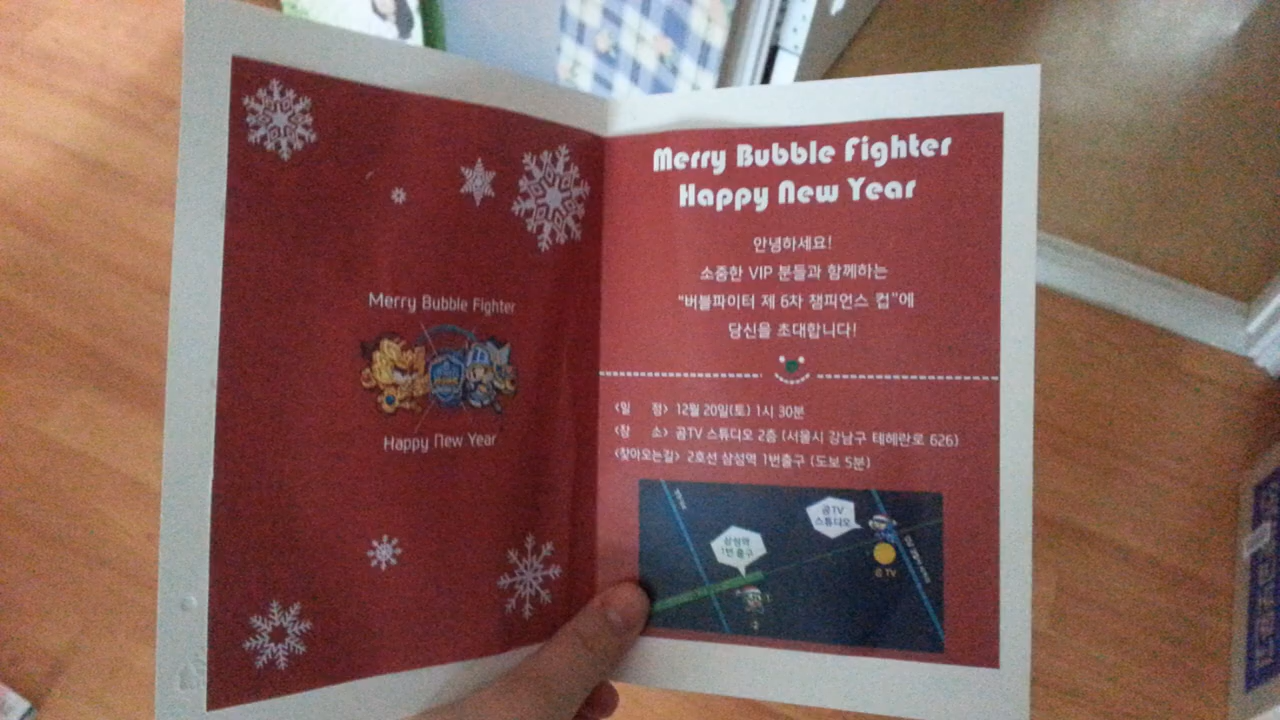 Merry Bubble Fighter
Happy New Year
Merry Bubble Fighter
Happy New Year
안녕하세요!
소중한 VIP 분들과 함께하는
"버블파이터 제 6차 챔피언스 컵"에
당신을 초대합니다!
<일 정> 12월 20일(토) 1시 30분
<장 소> 곰TV 스튜디오 2층 (서울시 강남구 테헤란로 626)
<찾아오는길> 2호선 삼성역 1번출구 (도보 5분)
곰TV
스튜디오
삼성역
1번 출구
곰 TV